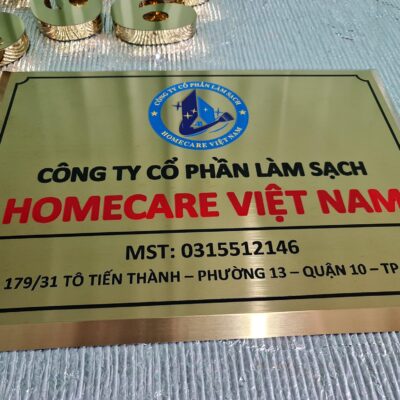 CÔNG TY CỔ PHẦN LÀM SẠCH
HOMECARE VIỆT NAM
CÔNG TY CỔ PHẦN LÀM SẠCH
HOMECARE VIỆT NAM
MST: 0315512146
179/31 TÔ TIẾN THÀNH – PHƯỜNG 13 – QUẬN 10 – TP